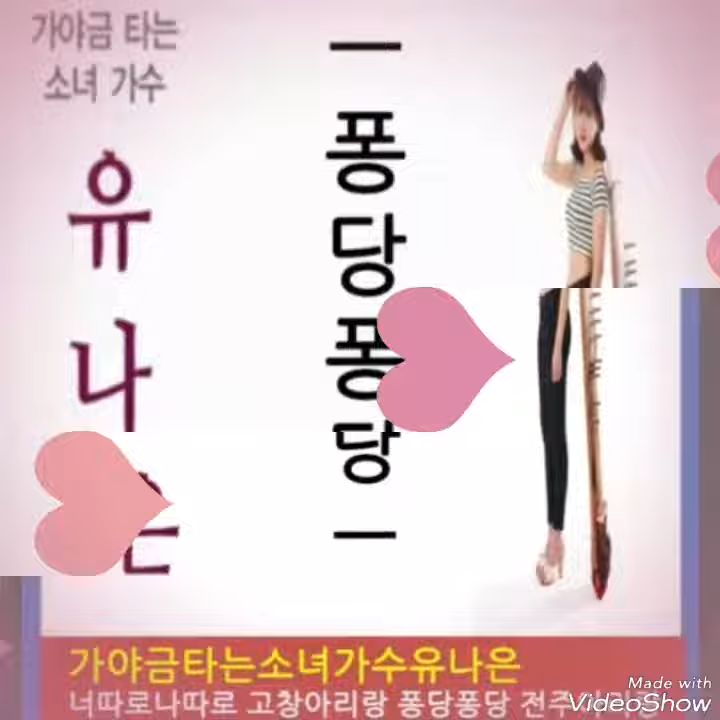 가야금 타는
소녀 가수
유나은
퐁당퐁당
가야금타는소녀가수유나은
너따로나따로 고창아리랑 퐁당퐁당
Made with
VideoShow